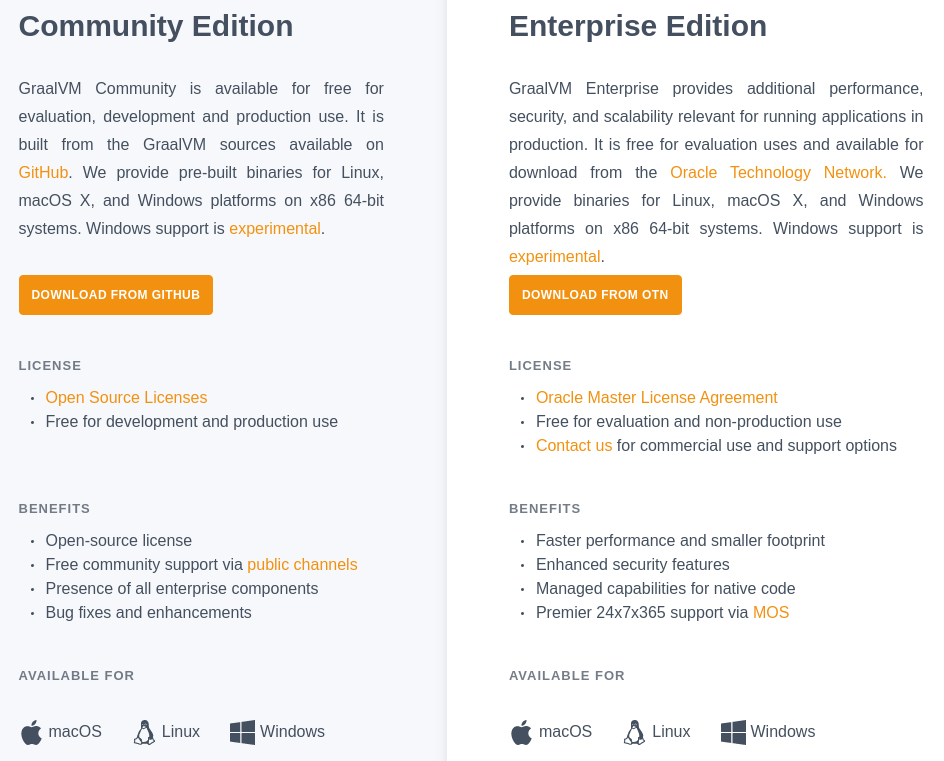 Community Edition
GraalVM Community is available for free for
evaluation, development and production use. It is
built from the GraalVM sources available on
GitHub. We provide pre-built binaries for Linux,
macOS X, and Windows platforms on x86 64-bit
systems. Windows support is experimental.
DOWNLOAD FROM GITHUB
LICENSE
• Open Source Licenses
• Free for development and production use
BENEFITS
• Open-source license
• Free community support via public channels
• Presence of all enterprise components
• Bug fixes and enhancements
AVAILABLE FOR
macOS Linux Windows
Enterprise Edition
GraalVM Enterprise provides additional performance,
security, and scalability relevant for running applications in
production. It is free for evaluation uses and available for
download from the Oracle Technology Network. We
provide binaries for Linux, macOS X, and Windows
platforms on x86 64-bit systems. Windows support is
experimental.
DOWNLOAD FROM OTN
LICENSE
• Oracle Master License Agreement
• Free for evaluation and non-production use
• Contact us for commercial use and support options
BENEFITS
• Faster performance and smaller footprint
• Enhanced security features
• Managed capabilities for native code
• Premier 24x7x365 support via MOS
AVAILABLE FOR
macOS Linux Windows